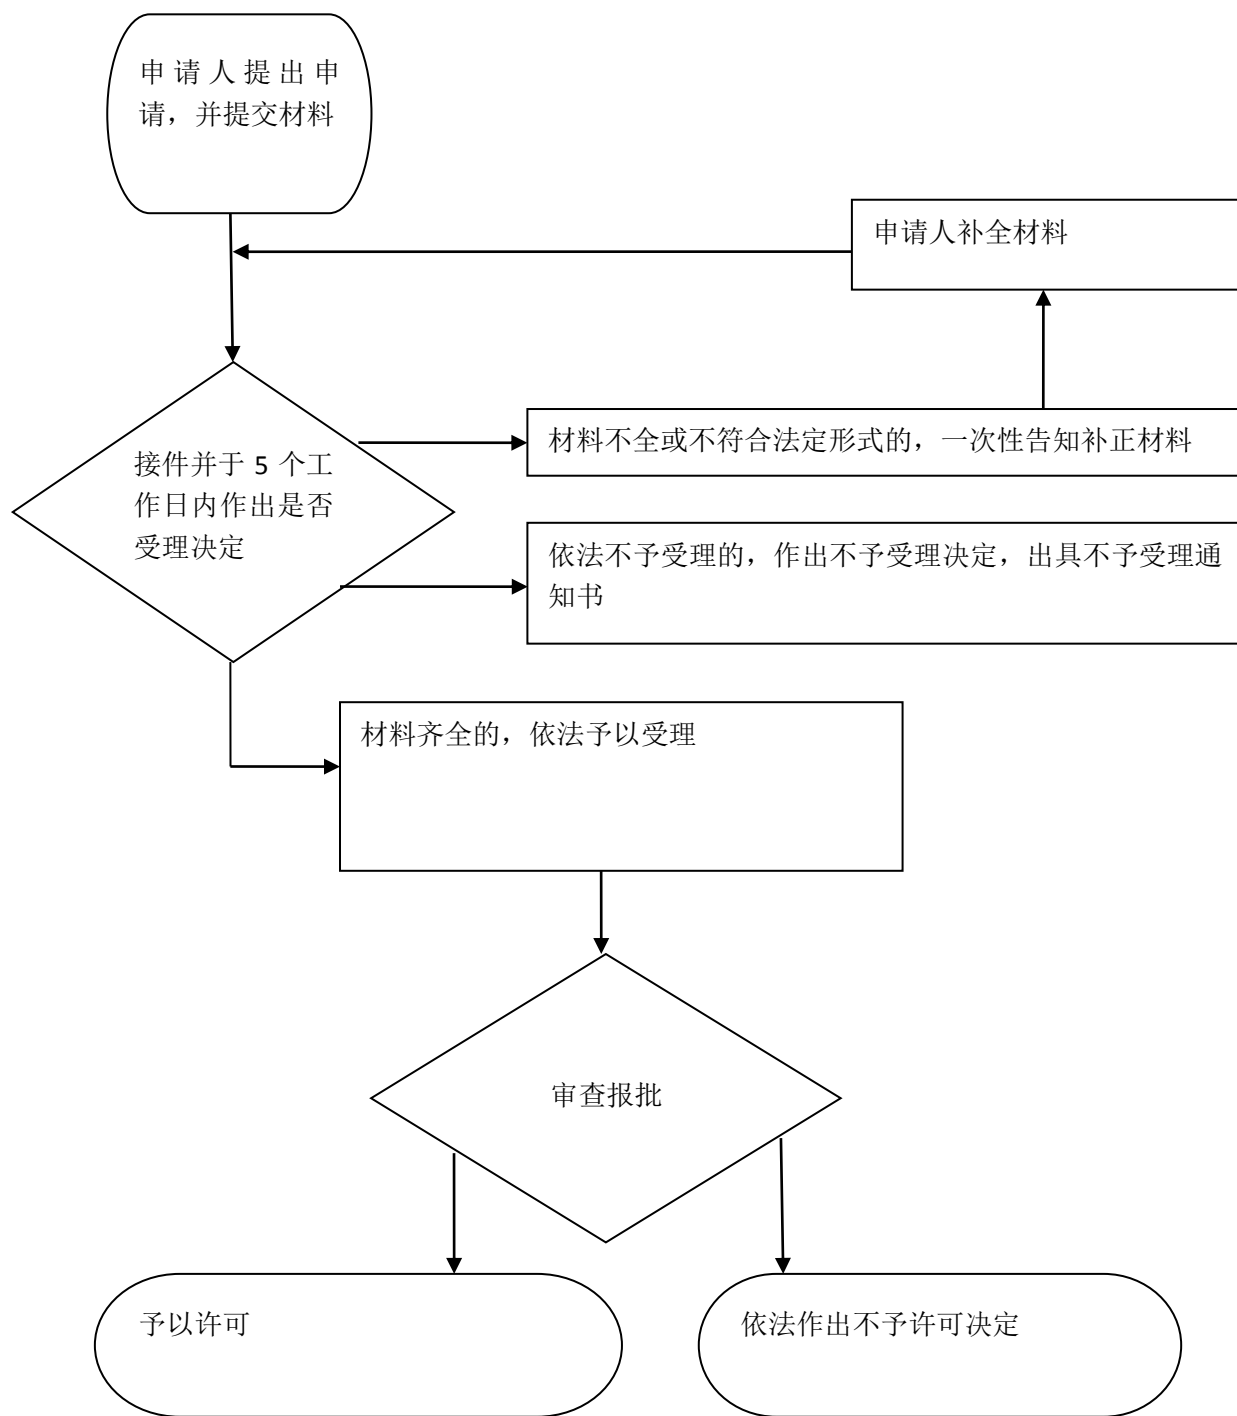 申请人提出申
请，并提交材料
申请人补全材料
材料不全或不符合法定形式的，一次性告知补正材料
接件并于 5 个工
作日内作出是否
受理决定
依法不予受理的，作出不予受理决定，出具不予受理通
知书
材料齐全的，依法予以受理
审查报批
予以许可
依法作出不予许可决定